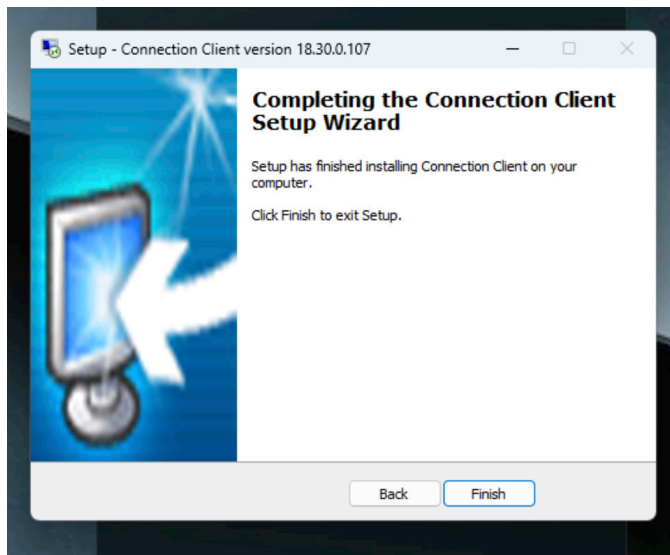 Setup - Connection Client version 18.30.0.107
Completing the Connection Client
Setup Wizard
Setup has finished installing Connection Client on your
computer.
Click Finish to exit Setup.
Back
Finish